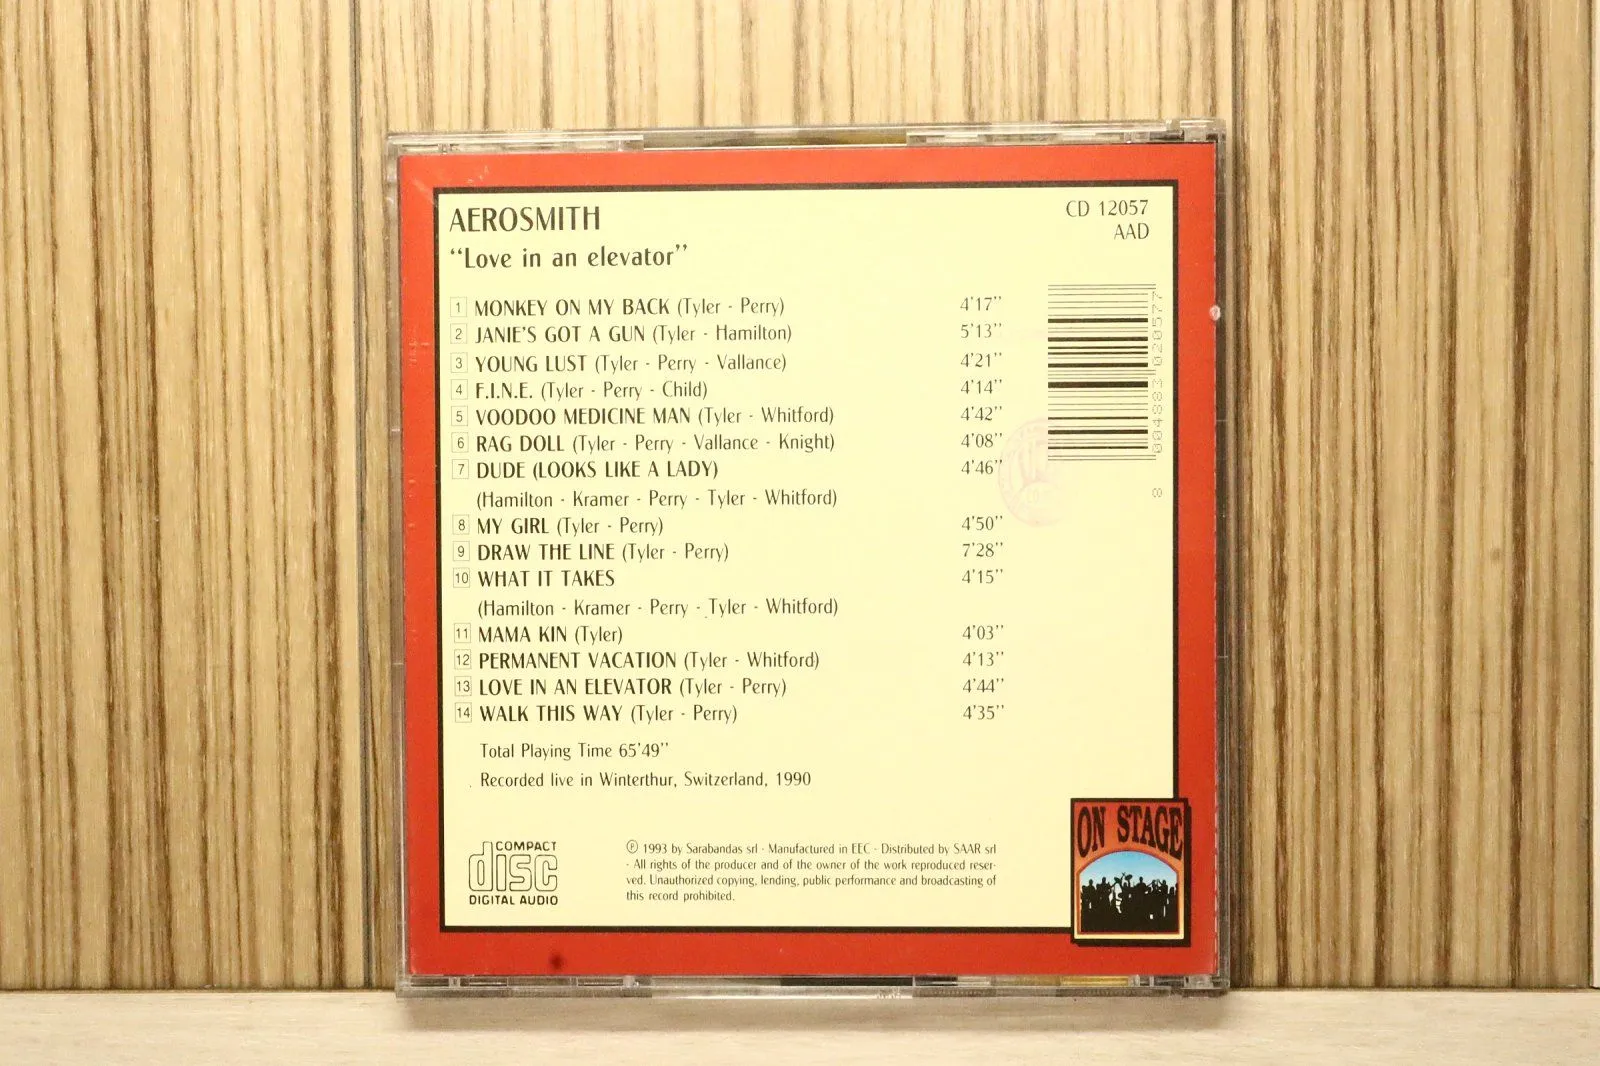 AEROSMITH
"Love in an elevator"
CD 12057
AAD
1 MONKEY ON MY BACK (Tyler - Perry) 4'17"
2 JANIE'S GOT A GUN (Tyler - Hamilton) 5'13"
3 YOUNG LUST (Tyler - Perry - Vallance) 4'21"
4 F.I.N.E. (Tyler - Perry - Child) 4'14"
5 VOODOO MEDICINE MAN (Tyler - Whitford) 4'42"
6 RAG DOLL (Tyler - Perry - Vallance - Knight) 4'08"
7 DUDE (LOOKS LIKE A LADY) 4'46"
(Hamilton - Kramer - Perry - Tyler - Whitford)
8 MY GIRL (Tyler - Perry) 4'50"
9 DRAW THE LINE (Tyler - Perry) 7'28"
10 WHAT IT TAKES 4'15"
(Hamilton - Kramer - Perry - Tyler - Whitford)
11 MAMA KIN (Tyler) 4'03"
12 PERMANENT VACATION (Tyler - Whitford) 4'13"
13 LOVE IN AN ELEVATOR (Tyler - Perry) 4'44"
14 WALK THIS WAY (Tyler - Perry) 4'35"
Total Playing Time 65'49"
Recorded live in Winterthur, Switzerland, 1990
COMPACT
disc
DIGITAL AUDIO
℗ 1993 by Sarabandas srl - Manufactured in EEC - Distributed by SAAR srl
- All rights of the producer and of the owner of the work reproduced reser-
ved. Unauthorized copying, lending, public performance and broadcasting of
this record prohibited.
ON STAGE
8 004883 020577